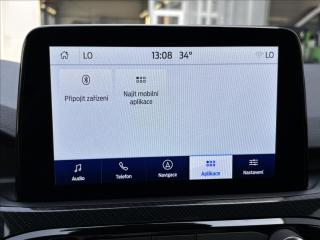 LO 13:08 34° LO
Připojit zařízení
Najít mobilní
aplikace
Audio Telefon Navigace Aplikace Nastavení